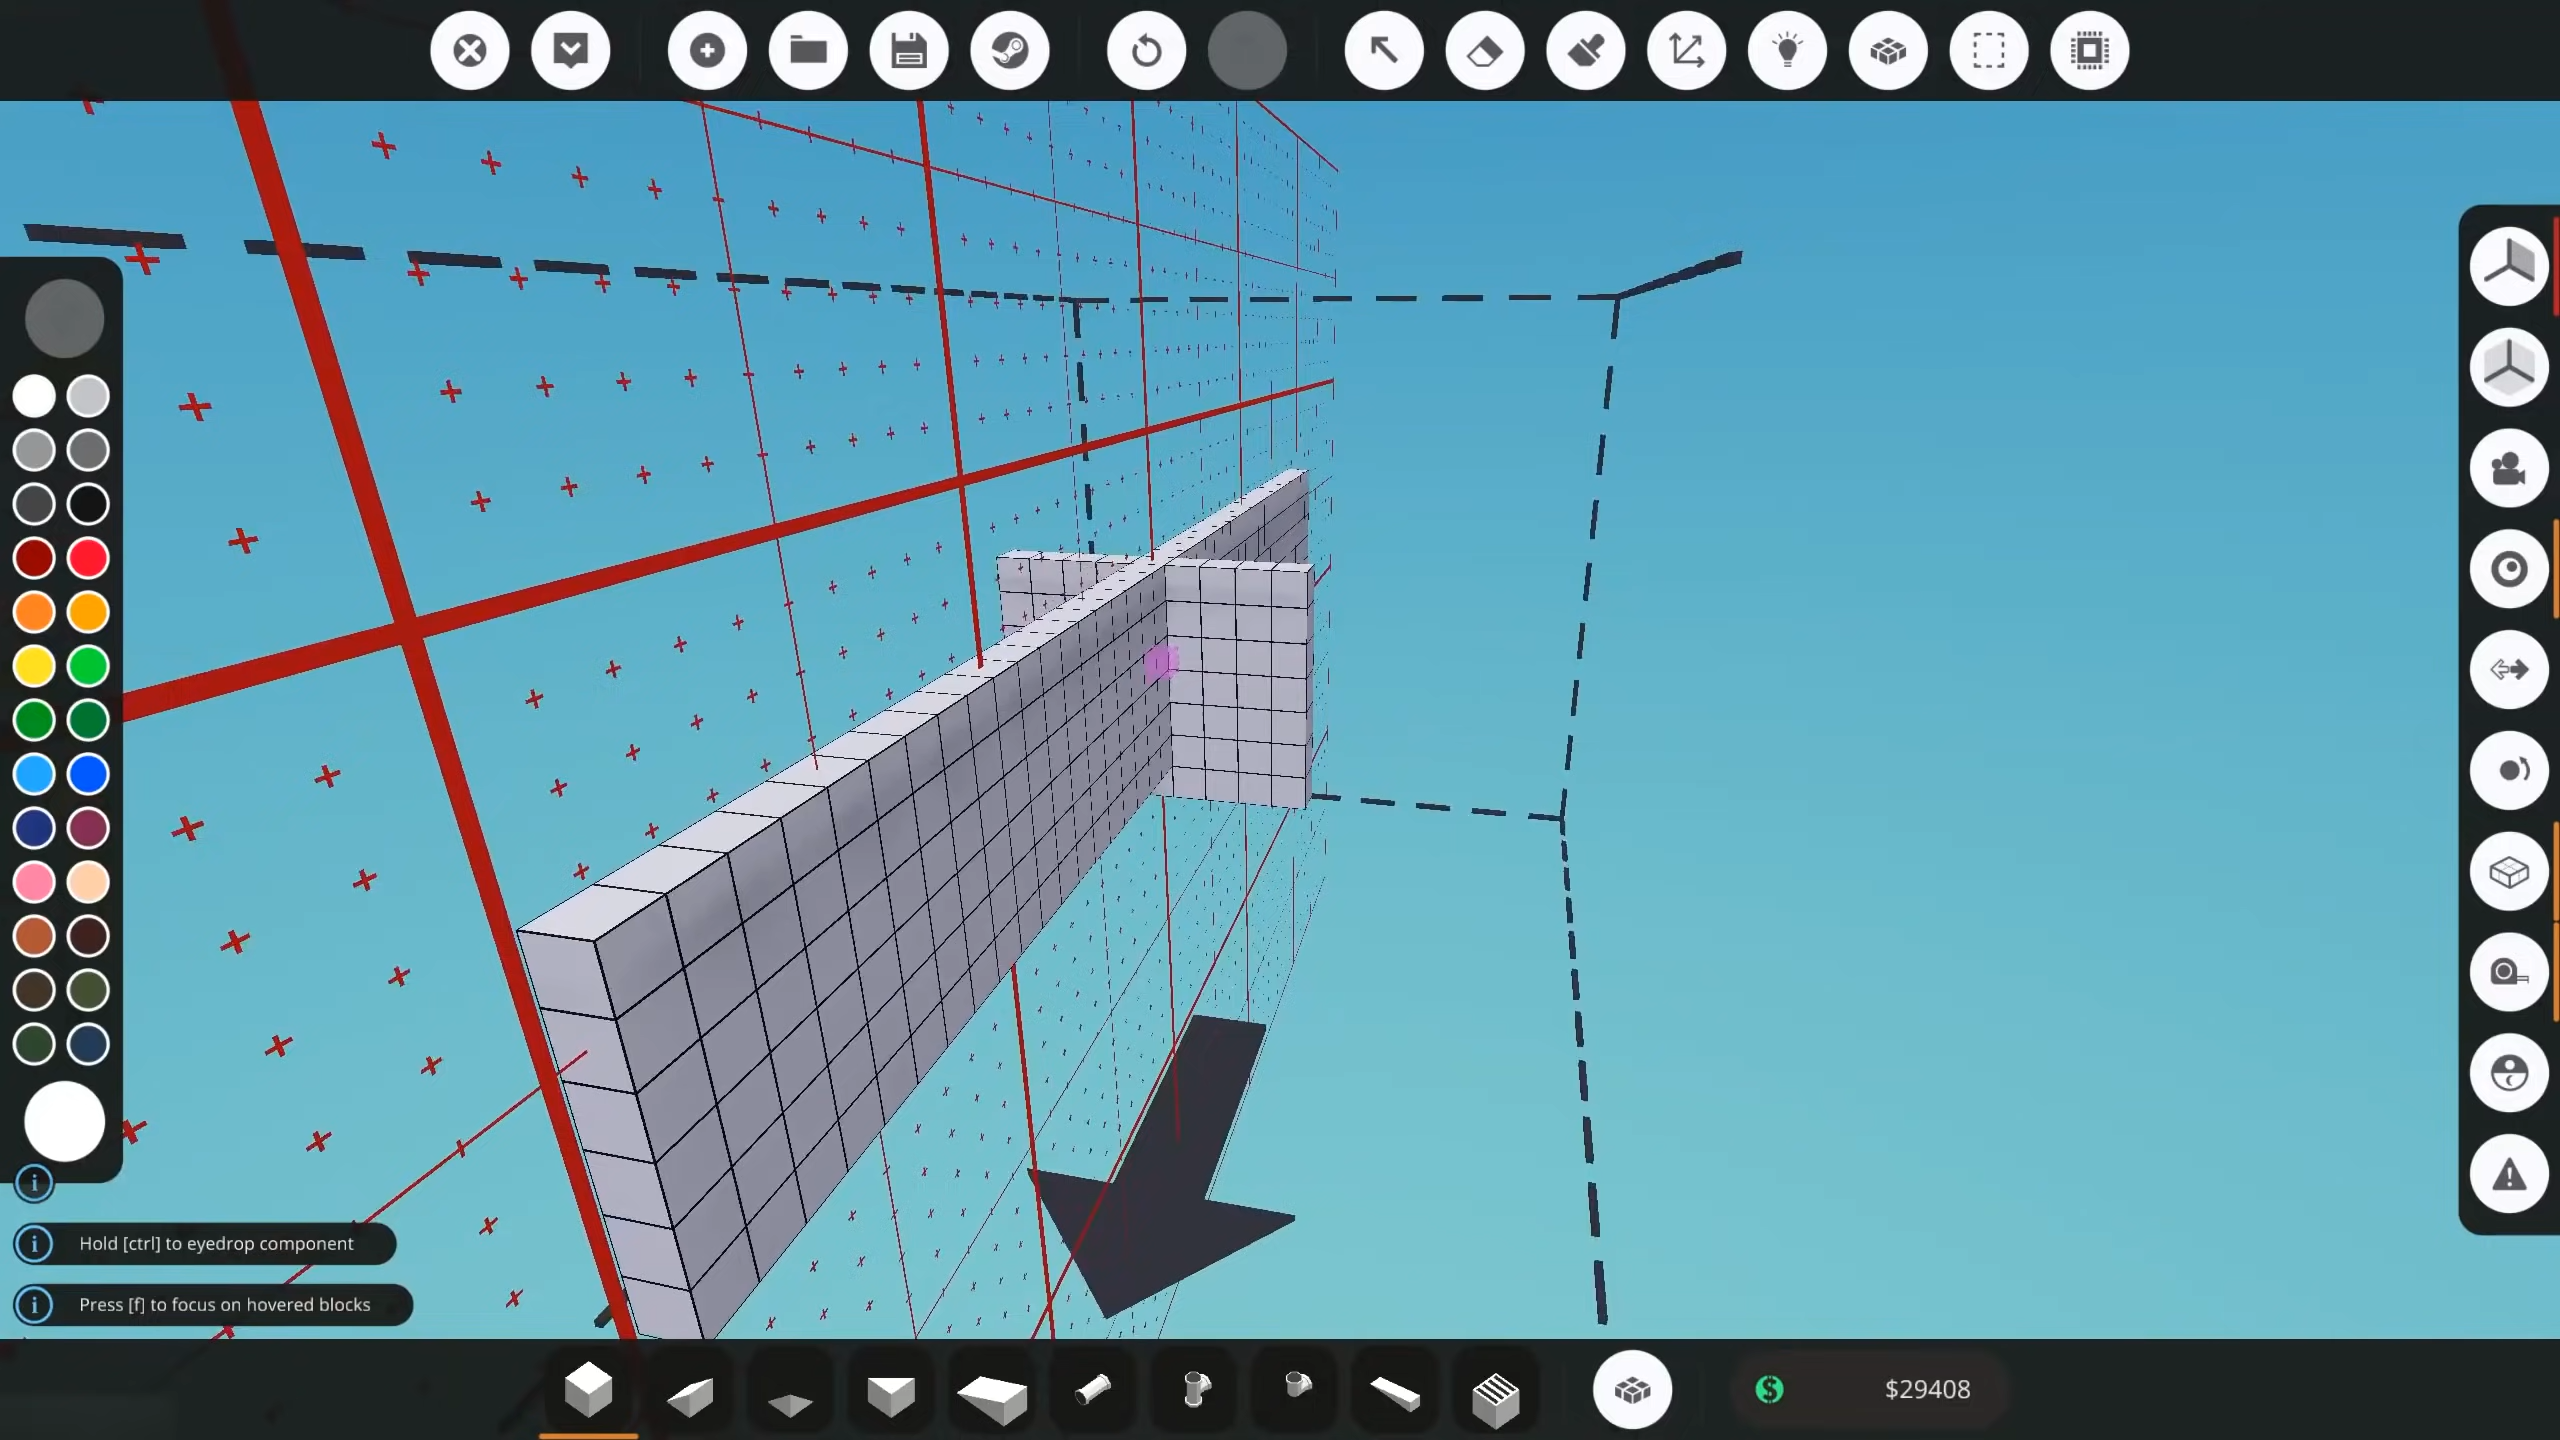 Hold [ctrl] to eyedrop component
Press [f] to focus on hovered blocks
$29408